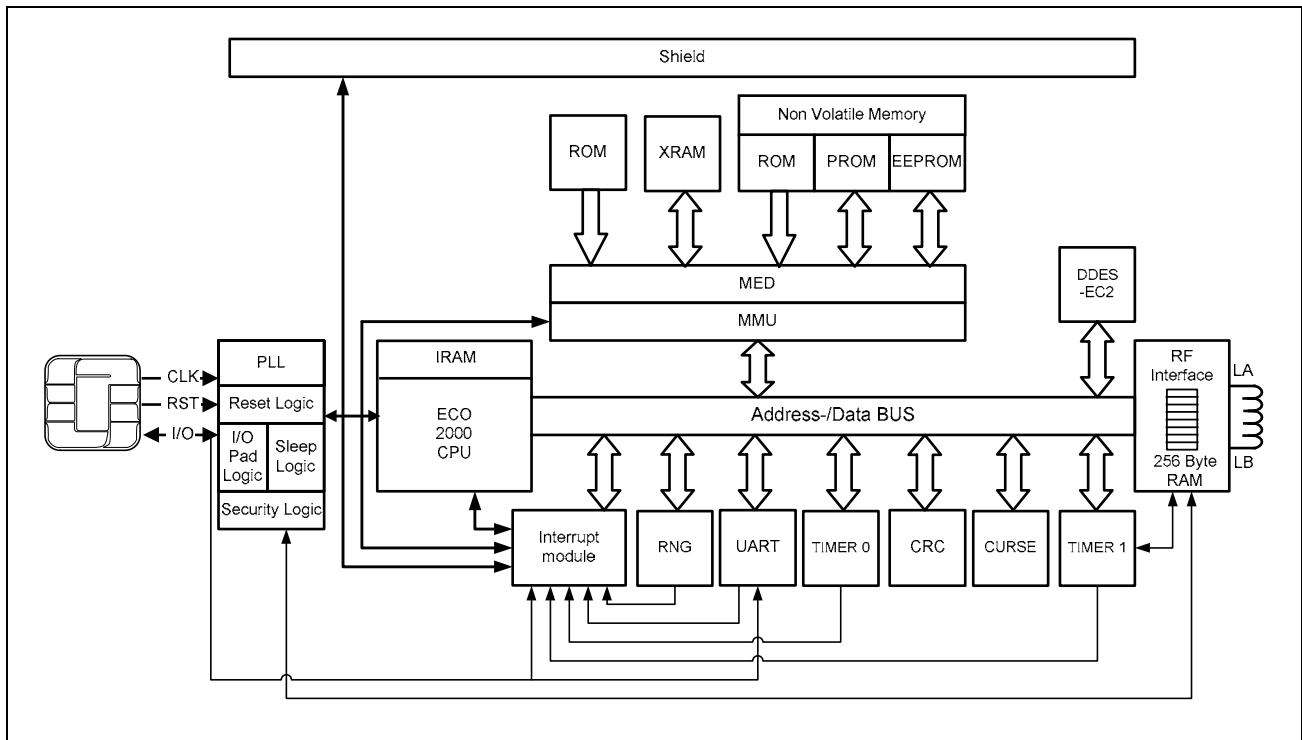 Shield
Non Volatile Memory
ROM
XRAM
ROM
PROM
EEPROM
MED
MMU
DDES
-EC2
CLK
RST
I/O
PLL
Reset Logic
I/O
Pad
Logic
Sleep
Logic
Security Logic
IRAM
ECO
2000
CPU
Address-/Data BUS
RF
Interface
256 Byte
RAM
LA
LB
Interrupt
module
RNG
UART
TIMER 0
CRC
CURSE
TIMER 1